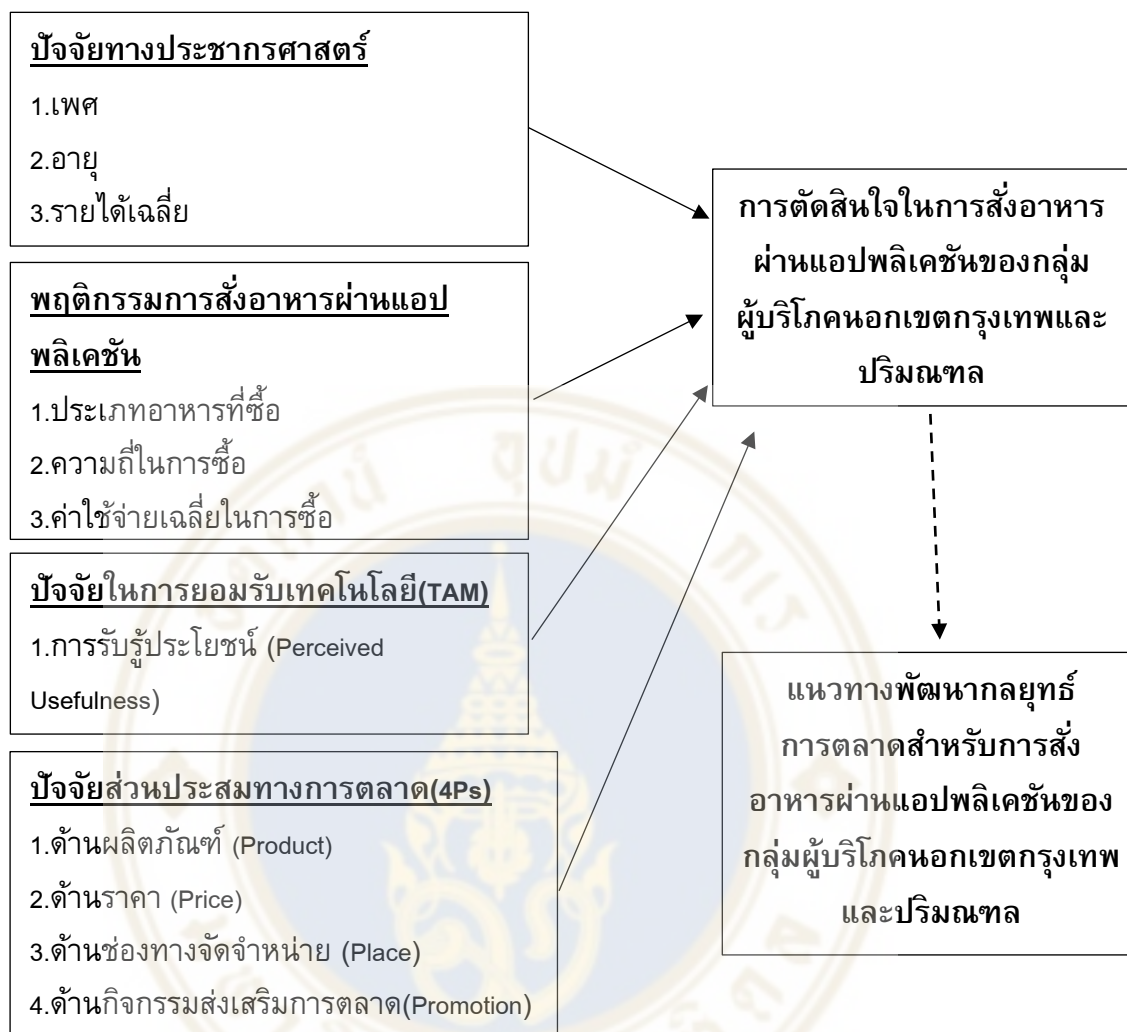 ปัจจัยทางประชากรศาสตร์
1.เพศ
2.อายุ
3.รายได้เฉลี่ย
พฤติกรรมการสั่งอาหารผ่านแอป
พลิเคชัน
1.ประเภทอาหารที่ซื้อ
2.ความถี่ในการซื้อ
3.ค่าใช้จ่ายเฉลี่ยในการซื้อ
ปัจจัยในการยอมรับเทคโนโลยี(TAM)
1.การรับรู้ประโยชน์ (Perceived
Usefulness)
ปัจจัยส่วนประสมทางการตลาด(4Ps)
1.ด้านผลิตภัณฑ์ (Product)
2.ด้านราคา (Price)
3.ด้านช่องทางจัดจำหน่าย (Place)
4.ด้านกิจกรรมส่งเสริมการตลาด(Promotion)
การตัดสินใจในการสั่งอาหาร
ผ่านแอปพลิเคชันของกลุ่ม
ผู้บริโภคนอกเขตกรุงเทพและ
ปริมณฑล
แนวทางพัฒนากลยุทธ์
การตลาดสำหรับการสั่ง
อาหารผ่านแอปพลิเคชันของ
กลุ่มผู้บริโภคนอกเขตกรุงเทพ
และปริมณฑล